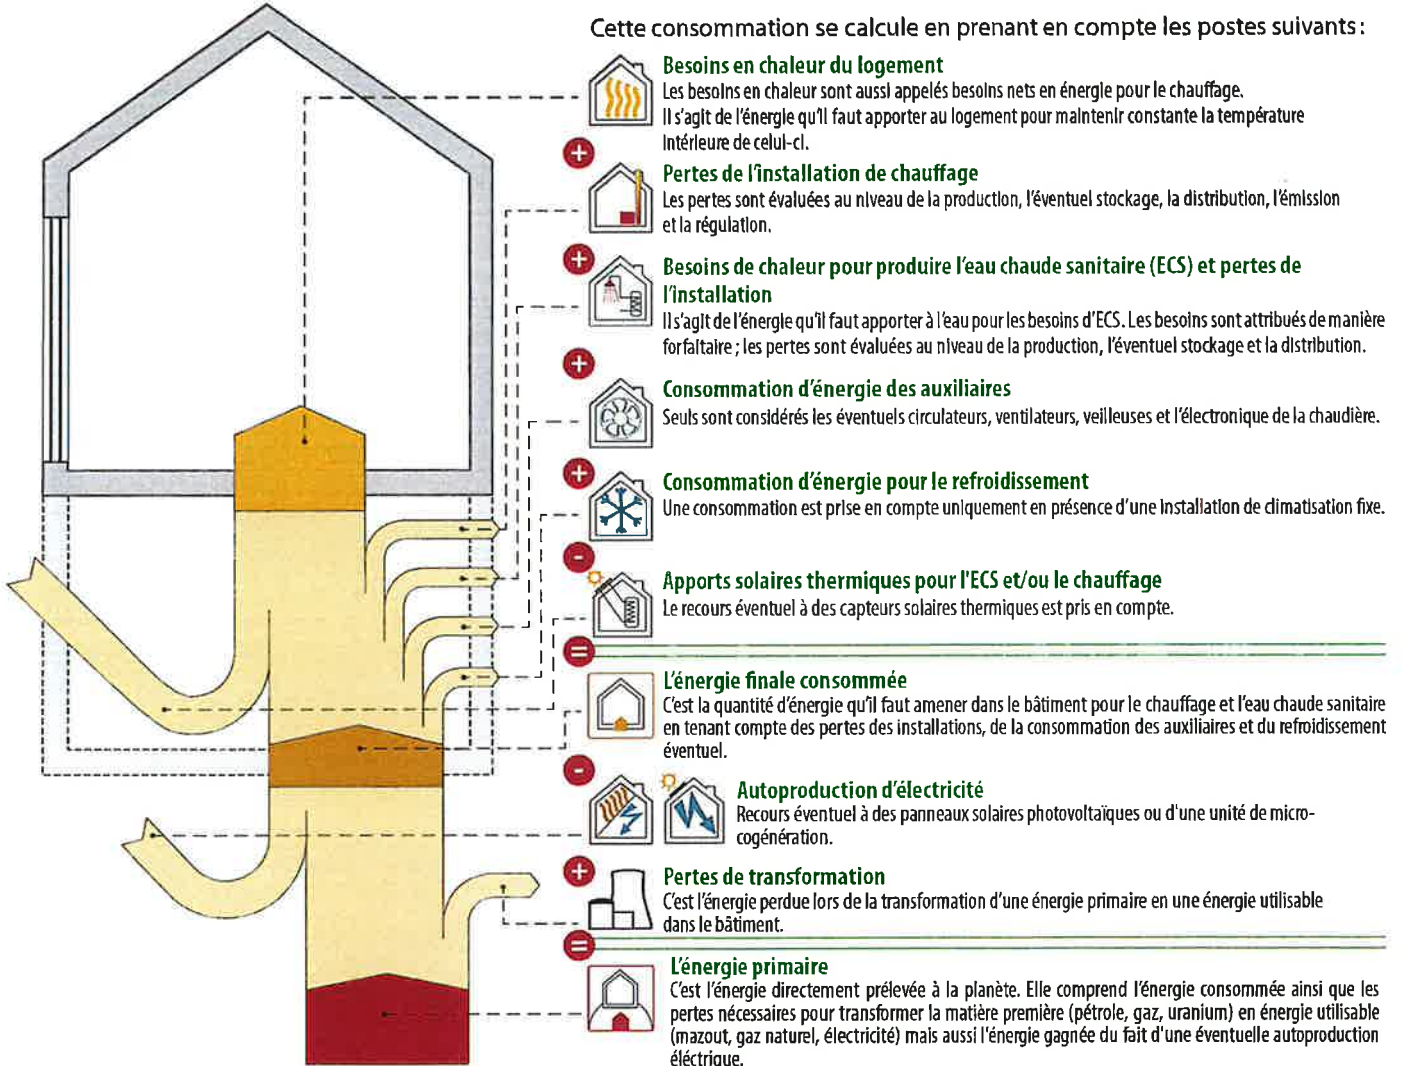 Cette consommation se calcule en prenant en compte les postes suivants :
Besoins en chaleur du logement
Les besoins en chaleur sont aussi appelés besoins nets en énergie pour le chauffage.
Il s'agit de l'énergie qu'il faut apporter au logement pour maintenir constante la température
intérieure de celui-ci.
+
Pertes de l'installation de chauffage
Les pertes sont évaluées au niveau de la production, l'éventuel stockage, la distribution, l'émission
et la régulation.
+
Besoins de chaleur pour produire l'eau chaude sanitaire (ECS) et pertes de
l'installation
Il s'agit de l'énergie qu'il faut apporter à l'eau pour les besoins d'ECS. Les besoins sont attribués de manière
forfaitaire ; les pertes sont évaluées au niveau de la production, l'éventuel stockage et la distribution.
+
Consommation d'énergie des auxiliaires
Seuls sont considérés les éventuels circulateurs, ventilateurs, veilleuses et l'électronique de la chaudière.
+
Consommation d'énergie pour le refroidissement
Une consommation est prise en compte uniquement en présence d'une installation de climatisation fixe.
-
Apports solaires thermiques pour l'ECS et/ou le chauffage
Le recours éventuel à des capteurs solaires thermiques est pris en compte.
=
L'énergie finale consommée
C'est la quantité d'énergie qu'il faut amener dans le bâtiment pour le chauffage et l'eau chaude sanitaire
en tenant compte des pertes des installations, de la consommation des auxiliaires et du refroidissement
éventuel.
-
Autoproduction d'électricité
Recours éventuel à des panneaux solaires photovoltaïques ou d'une unité de micro-
cogénération.
+
Pertes de transformation
C'est l'énergie perdue lors de la transformation d'une énergie primaire en une énergie utilisable
dans le bâtiment.
=
L'énergie primaire
C'est l'énergie directement prélevée à la planète. Elle comprend l'énergie consommée ainsi que les
pertes nécessaires pour transformer la matière première (pétrole, gaz, uranium) en énergie utilisable
(mazout, gaz naturel, électricité) mais aussi l'énergie gagnée du fait d'une éventuelle autoproduction
éléctrique.